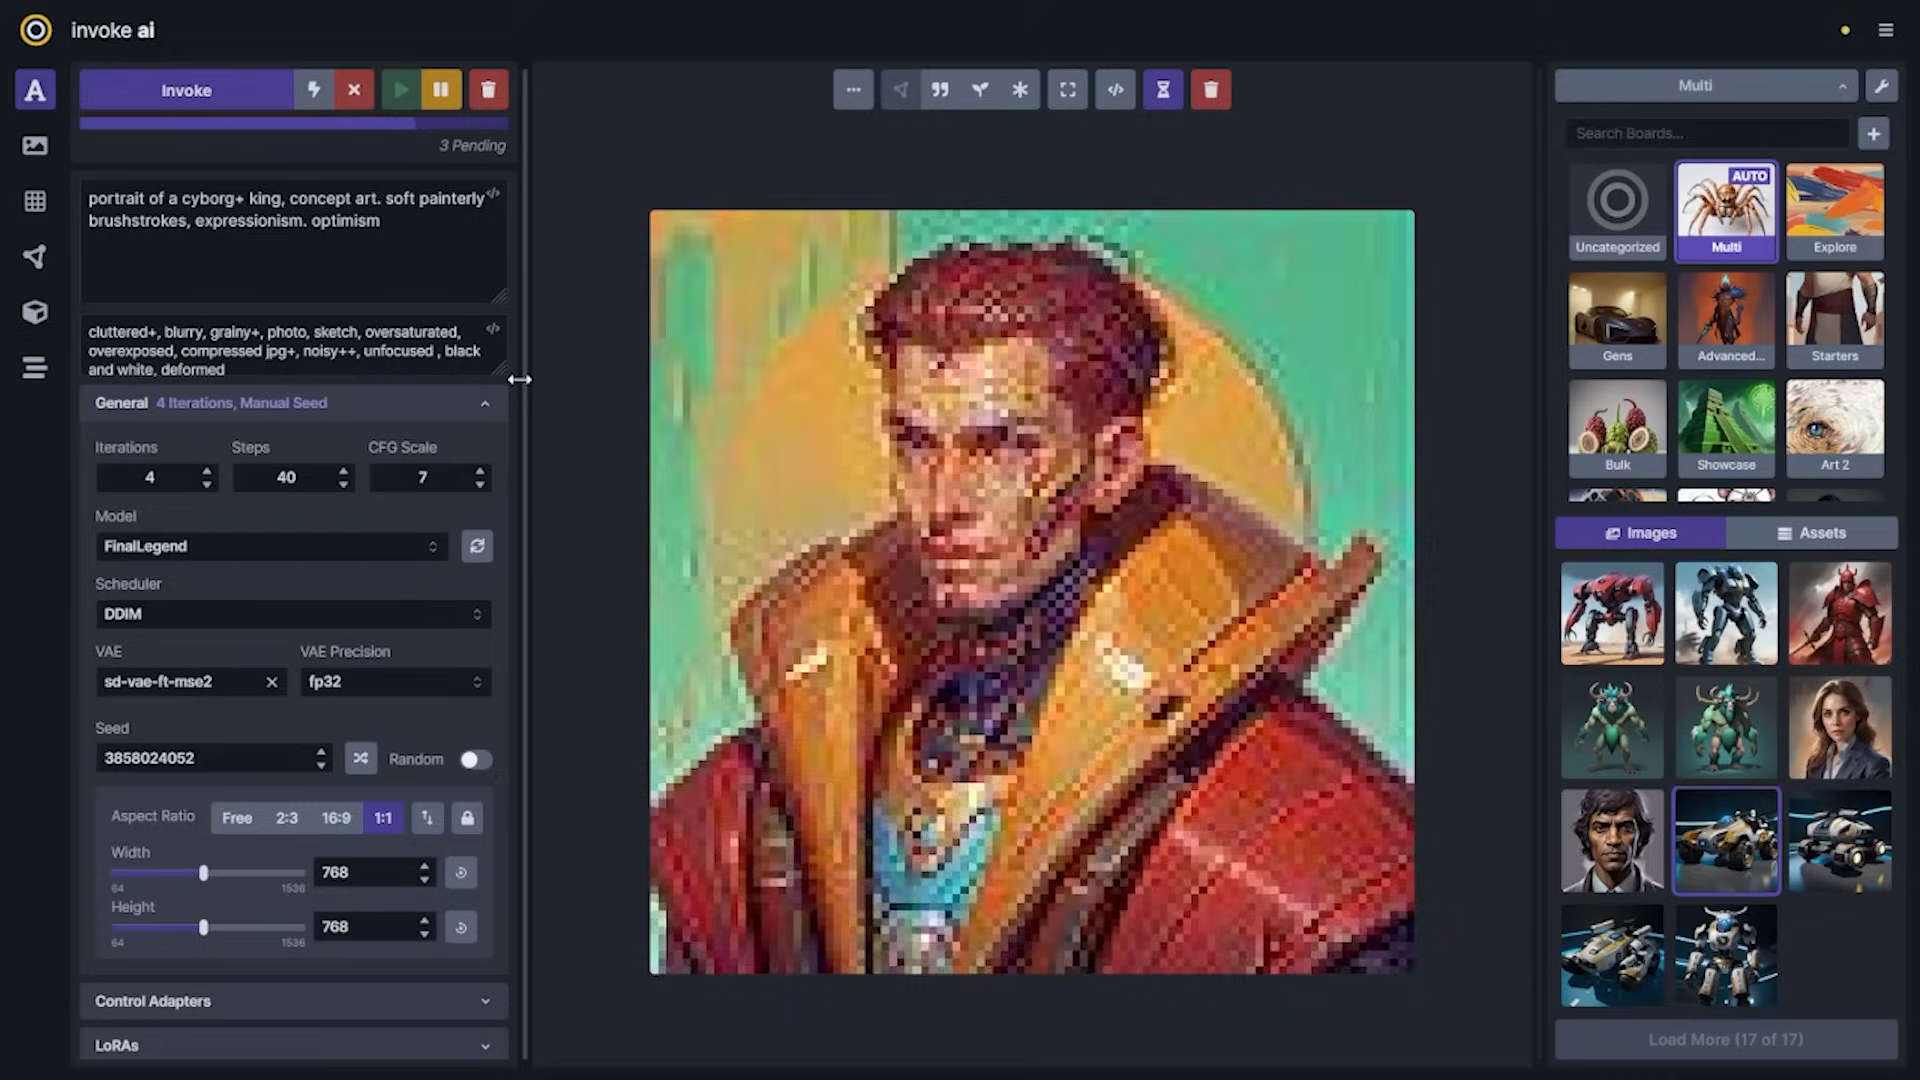 invoke ai
Invoke
3 Pending
portrait of a cyborg+ king, concept art. soft painterly
brushstrokes, expressionism. optimism
cluttered+, blurry, grainy+, photo, sketch, oversaturated,
overexposed, compressed jpg+, noisy++, unfocused , black
and white, deformed
General 4 Iterations, Manual Seed
Iterations Steps CFG Scale
4 40 7
Model
FinalLegend
Scheduler
DDIM
VAE VAE Precision
sd-vae-ft-mse2 fp32
Seed
3858024052 Random
Aspect Ratio Free 2:3 16:9 1:1
Width
768
64 1536
Height
768
64 1536
Control Adapters
LoRAs
Multi
Search Boards...
AUTO
Uncategorized Multi Explore
Gens Advanced... Starters
Bulk Showcase Art 2
Images Assets
Load More (17 of 17)